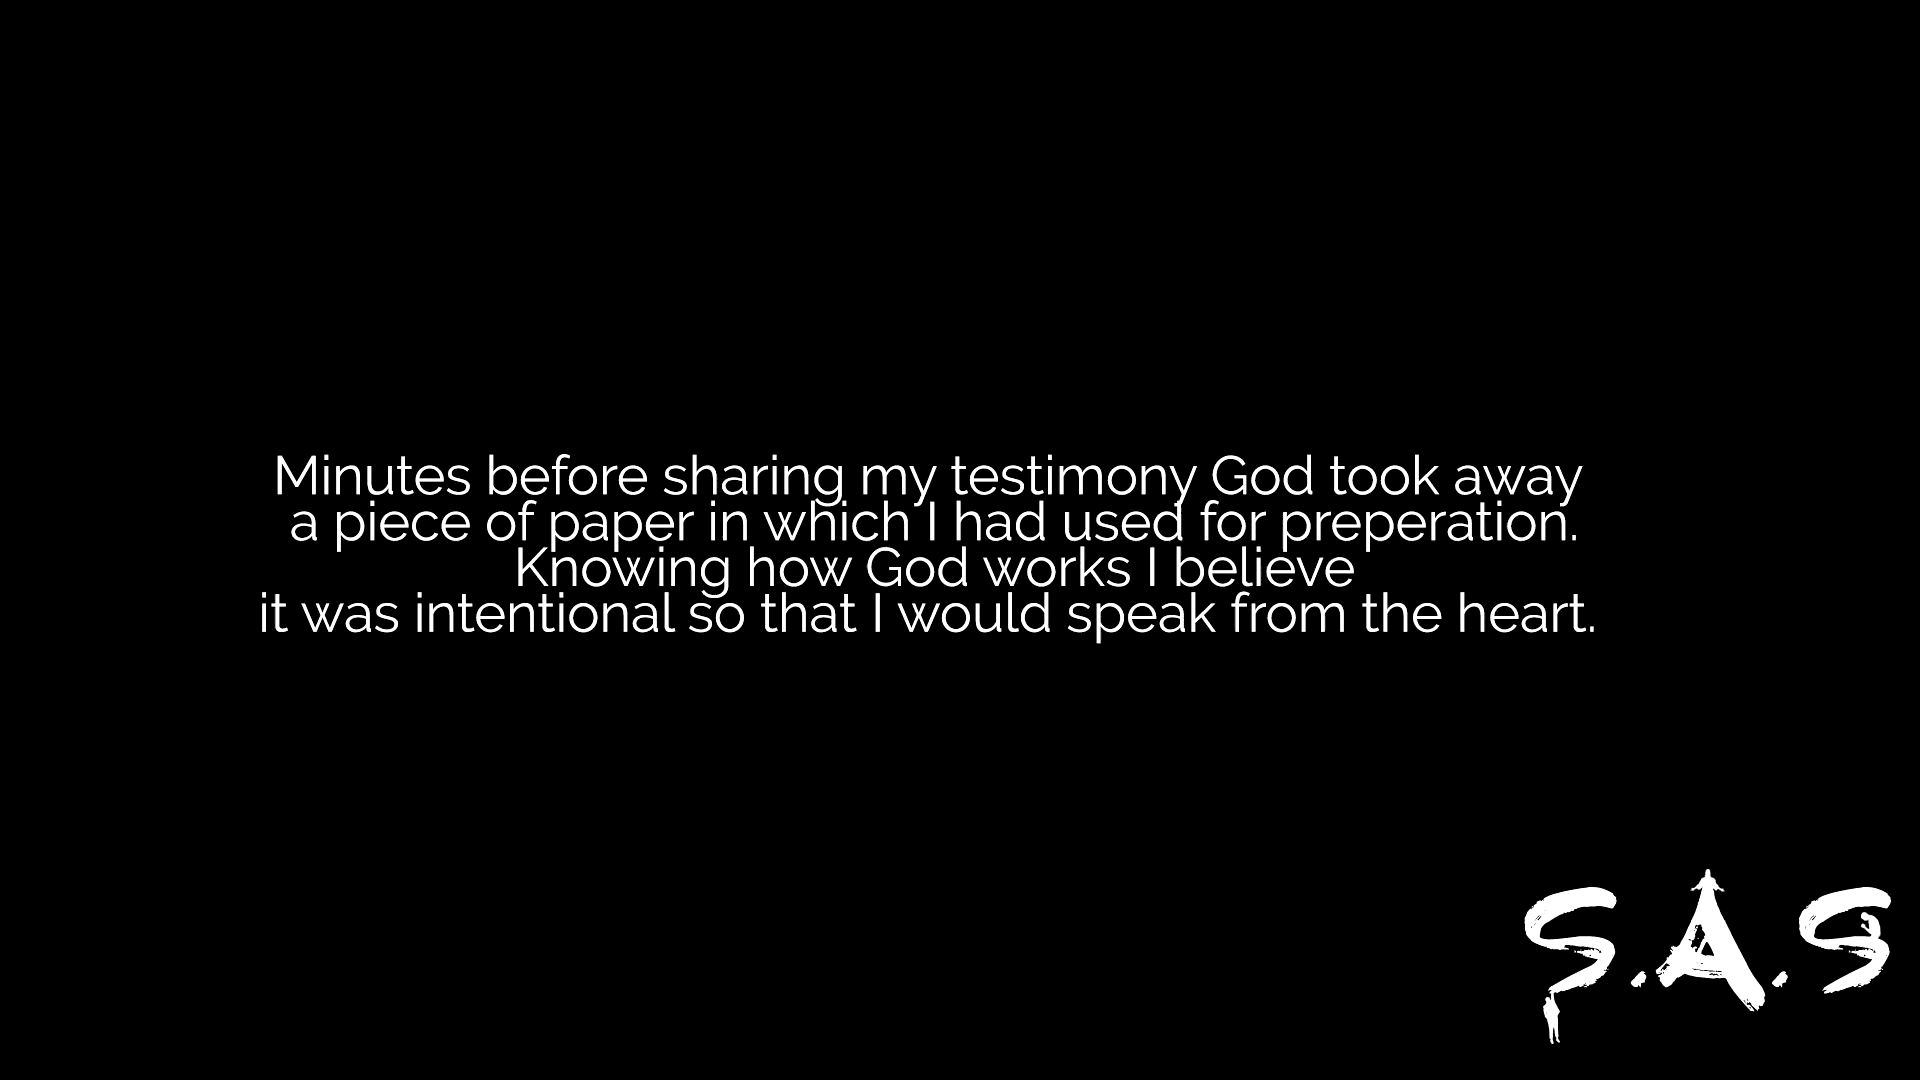 Minutes before sharing my testimony God took away
a piece of paper in which I had used for preperation.
Knowing how God works I believe
it was intentional so that I would speak from the heart.
S.A.S